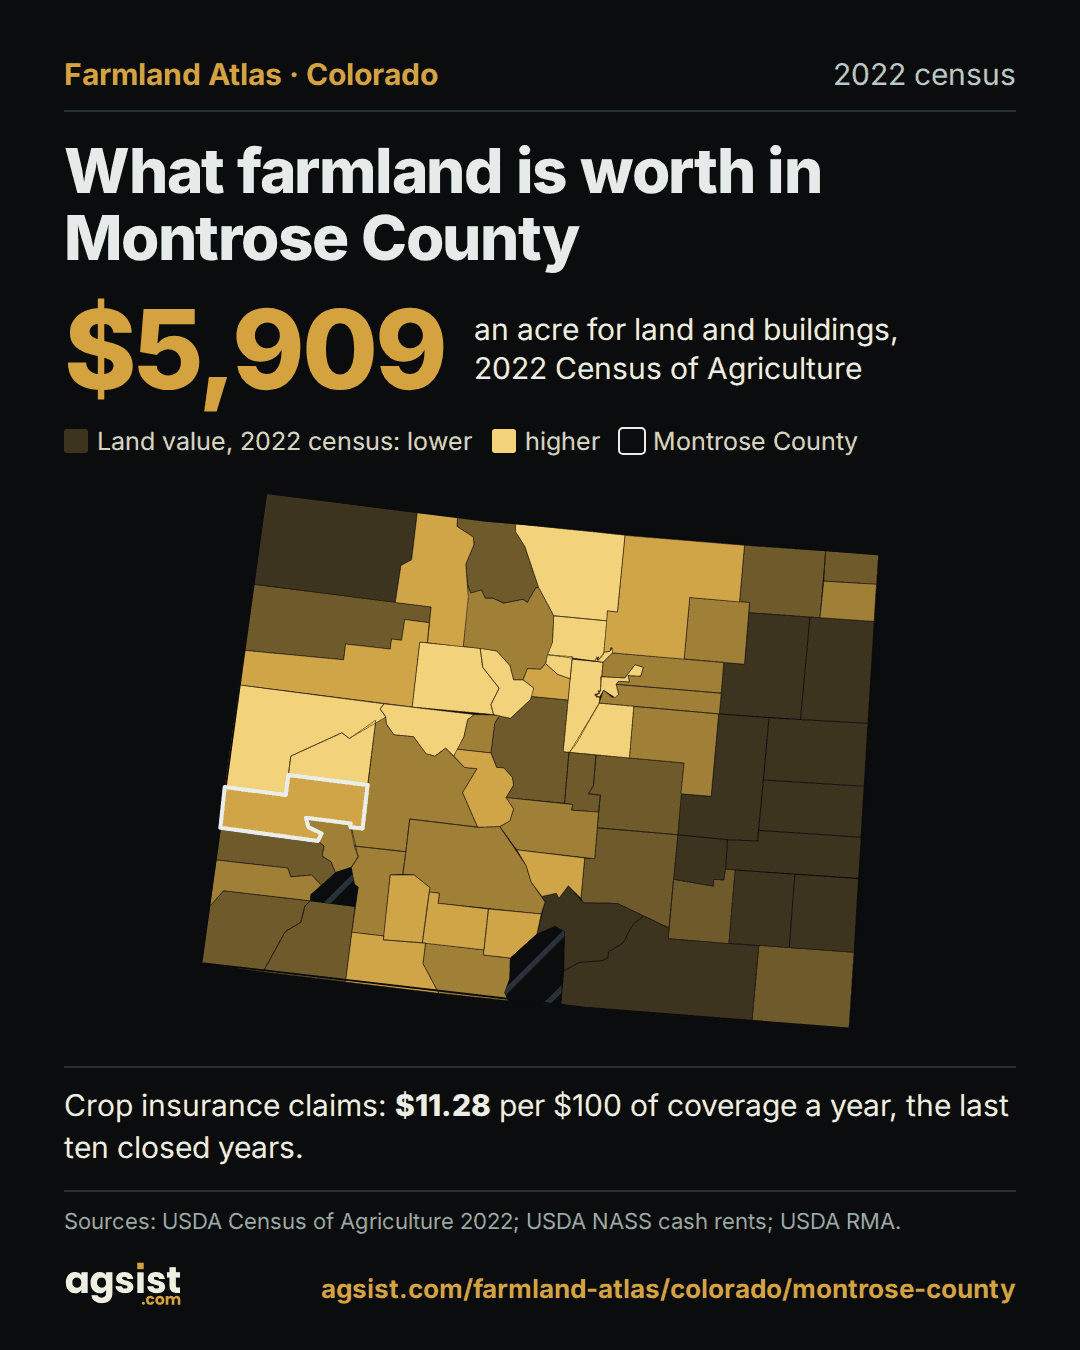 Farmland Atlas · Colorado
2022 census
What farmland is worth in
Montrose County
$5,909
an acre for land and buildings,
2022 Census of Agriculture
Land value, 2022 census: lower
higher
Montrose County
Crop insurance claims: $11.28 per $100 of coverage a year, the last
ten closed years.
Sources: USDA Census of Agriculture 2022; USDA NASS cash rents; USDA RMA.
agsist
.com
agsist.com/farmland-atlas/colorado/montrose-county